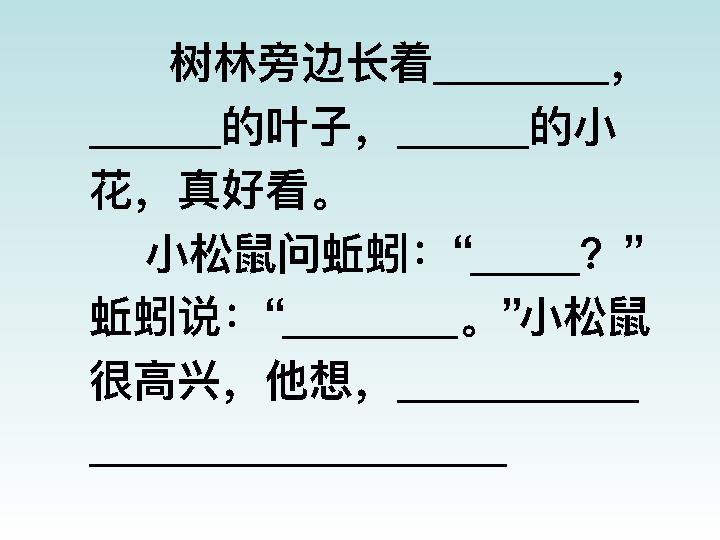 树林旁边长着________，
______的叶子，______的小
花，真好看。
小松鼠问蚯蚓：“_____？”
蚯蚓说：“________。”小松鼠
很高兴，他想，___________
___________________